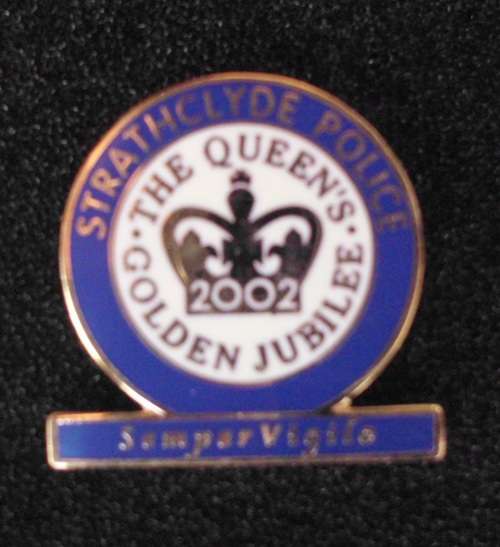 STRATHCLYDE POLICE
THE QUEEN'S
2002
GOLDEN JUBILEE
Semper Vigilo